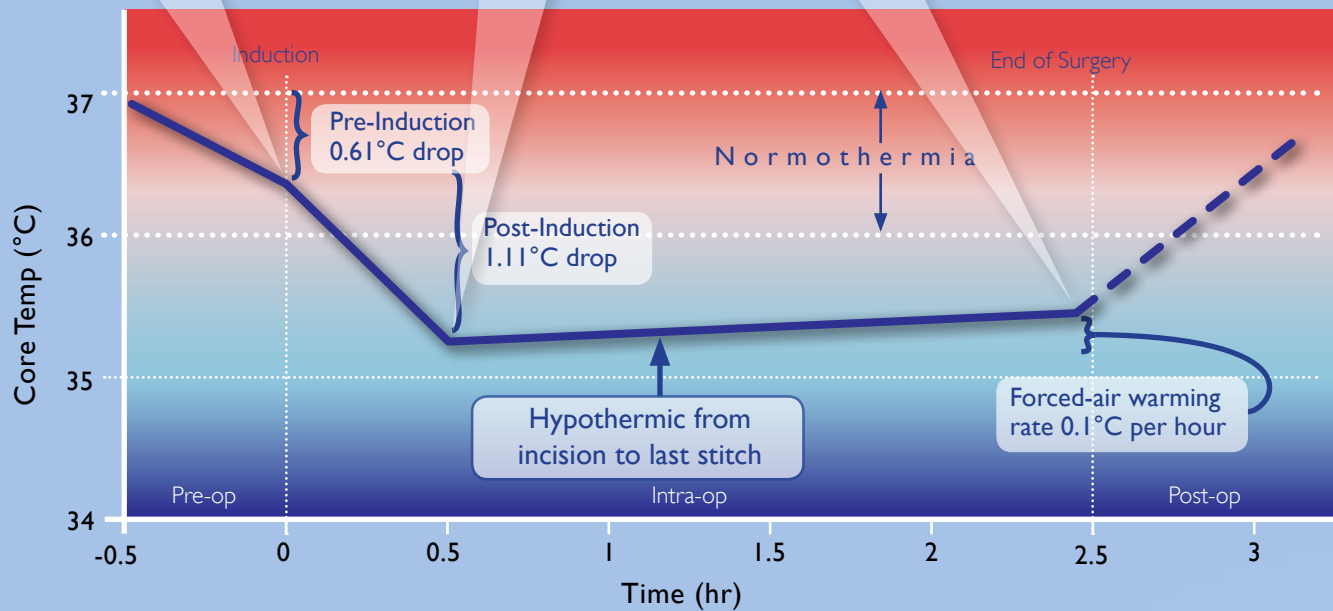 Induction
End of Surgery
37
Pre-Induction
0.61°C drop
Normothermia
Post-Induction
1.11°C drop
36
Core Temp (°C)
35
Hypothermic from
incision to last stitch
Forced-air warming
rate 0.1°C per hour
Pre-op
Intra-op
Post-op
34
-0.5
0
0.5
1
1.5
2
2.5
3
Time (hr)